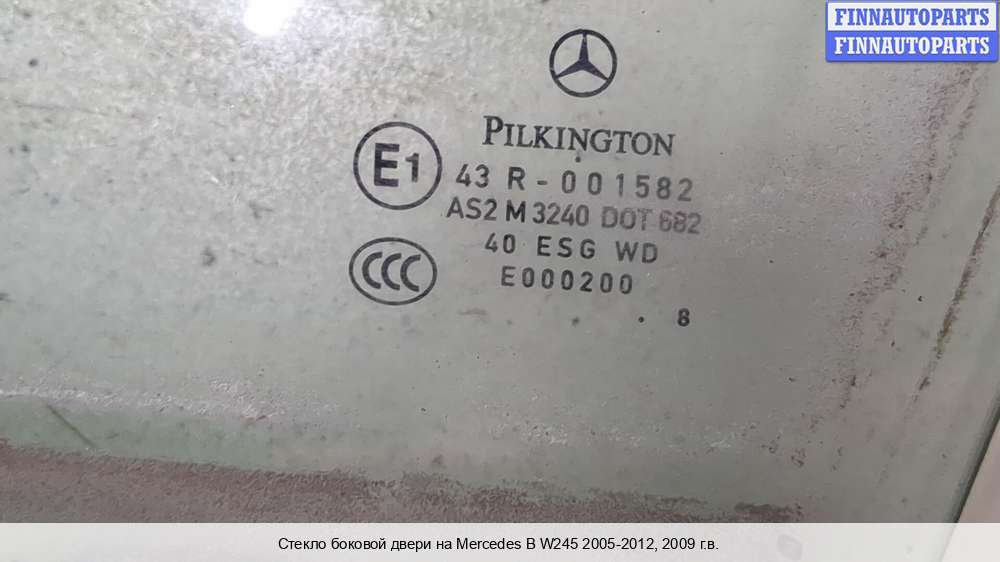 FINNAUTOPARTS
FINNAUTOPARTS
PILKINGTON
E1
43 R - 001582
AS2 M 3240 DOT 682
40 ESG WD
CCC
E000200
. 8
Стекло боковой двери на Mercedes B W245 2005-2012, 2009 г.в.